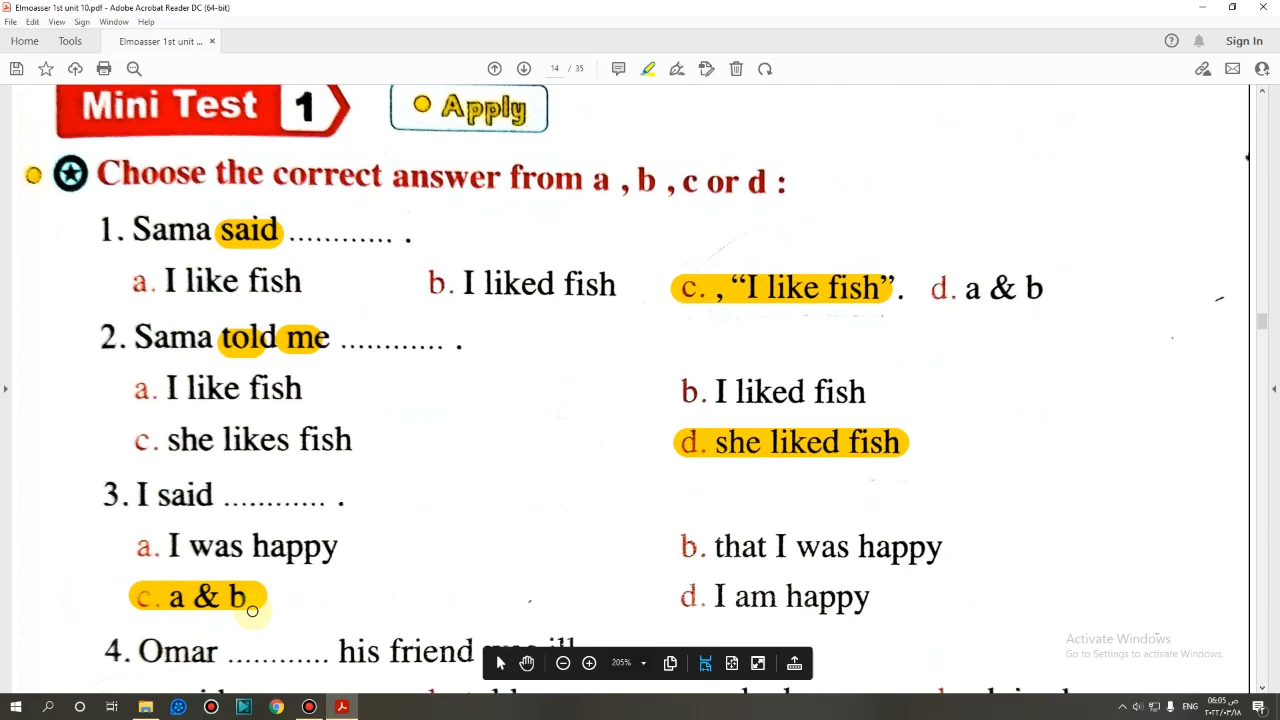 Elmoasser 1st unit 10.pdf - Adobe Acrobat Reader DC (64-bit)
File Edit View Sign Window Help
Home Tools Elmoasser 1st unit ... × Sign In
14 / 35
Mini Test 1 Apply
Choose the correct answer from a , b , c or d :
1. Sama said ............ .
a. I like fish b. I liked fish c. , “I like fish”. d. a & b
2. Sama told me ............ .
a. I like fish b. I liked fish
c. she likes fish d. she liked fish
3. I said ............ .
a. I was happy b. that I was happy
c. a & b d. I am happy
4. Omar ............ his friend
205%
Activate Windows
Go to Settings to activate Windows.
ENG 06:05 ص
٢٠٢٢/٠٣/١٨